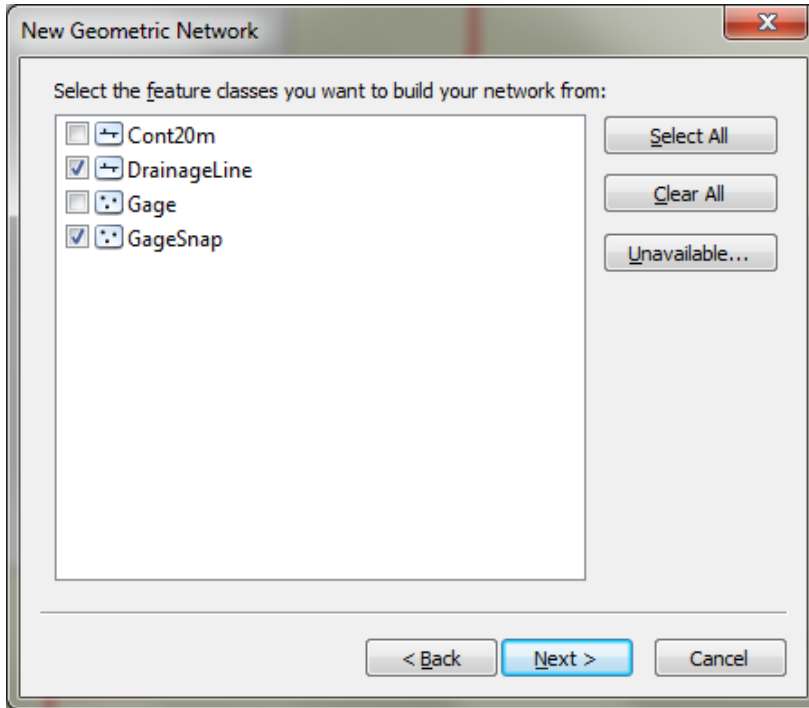 New Geometric Network
Select the feature classes you want to build your network from:
Cont20m
DrainageLine
Gage
GageSnap
Select All
Clear All
Unavailable...
< Back
Next >
Cancel